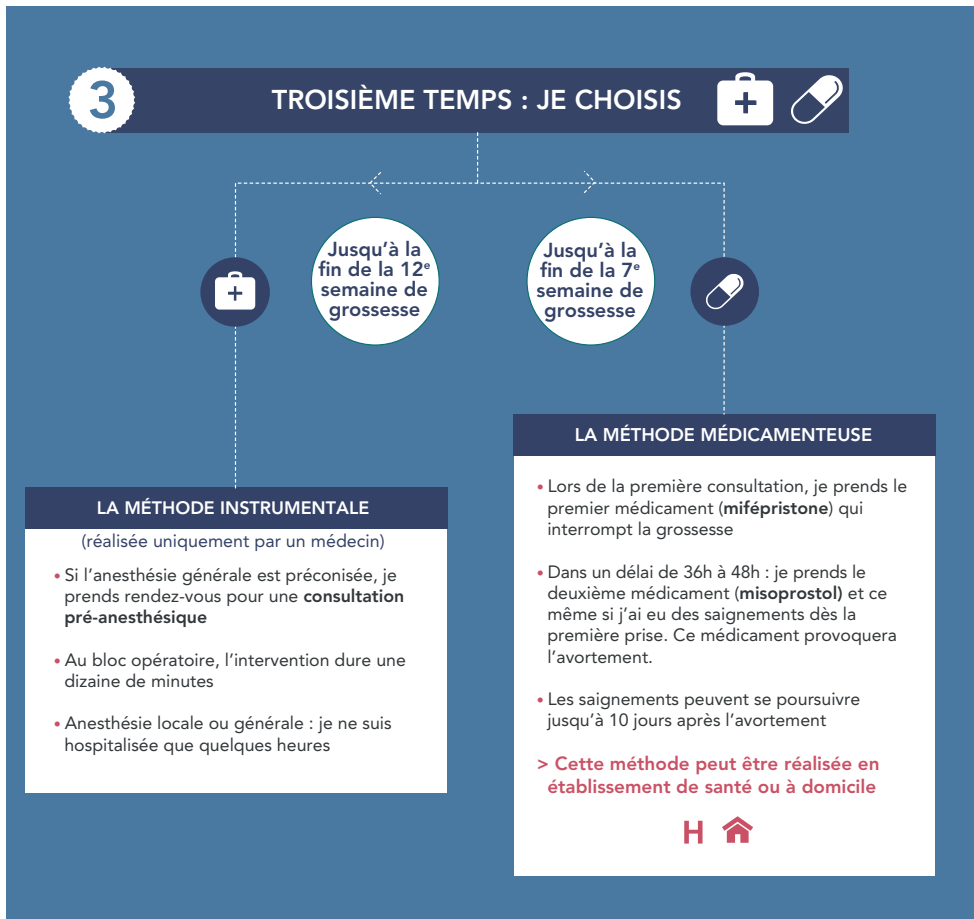 3
TROISIÈME TEMPS : JE CHOISIS
Jusqu’à la
fin de la 12e
semaine de
grossesse
Jusqu’à la
fin de la 7e
semaine de
grossesse
LA MÉTHODE INSTRUMENTALE
(réalisée uniquement par un médecin)
• Si l’anesthésie générale est préconisée, je
prends rendez-vous pour une consultation
pré-anesthésique
• Au bloc opératoire, l’intervention dure une
dizaine de minutes
• Anesthésie locale ou générale : je ne suis
hospitalisée que quelques heures
LA MÉTHODE MÉDICAMENTEUSE
• Lors de la première consultation, je prends le
premier médicament (mifépristone) qui
interrompt la grossesse
• Dans un délai de 36h à 48h : je prends le
deuxième médicament (misoprostol) et ce
même si j’ai eu des saignements dès la
première prise. Ce médicament provoquera
l’avortement.
• Les saignements peuvent se poursuivre
jusqu’à 10 jours après l’avortement
> Cette méthode peut être réalisée en
établissement de santé ou à domicile
H